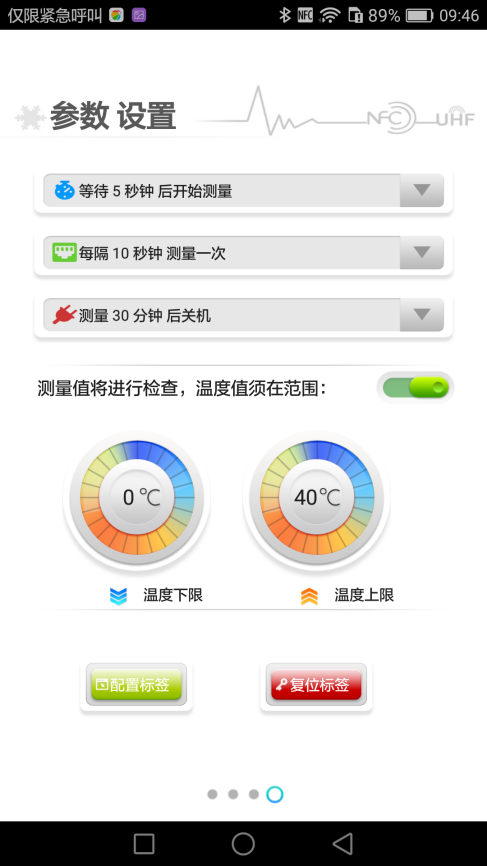 仅限紧急呼叫 NFC 89% 09:46
参数 设置 NFC UHF
等待 5 秒钟 后开始测量
每隔 10 秒钟 测量一次
测量 30 分钟 后关机
测量值将进行检查，温度值须在范围：
0 ℃ 40℃
温度下限 温度上限
配置标签 复位标签